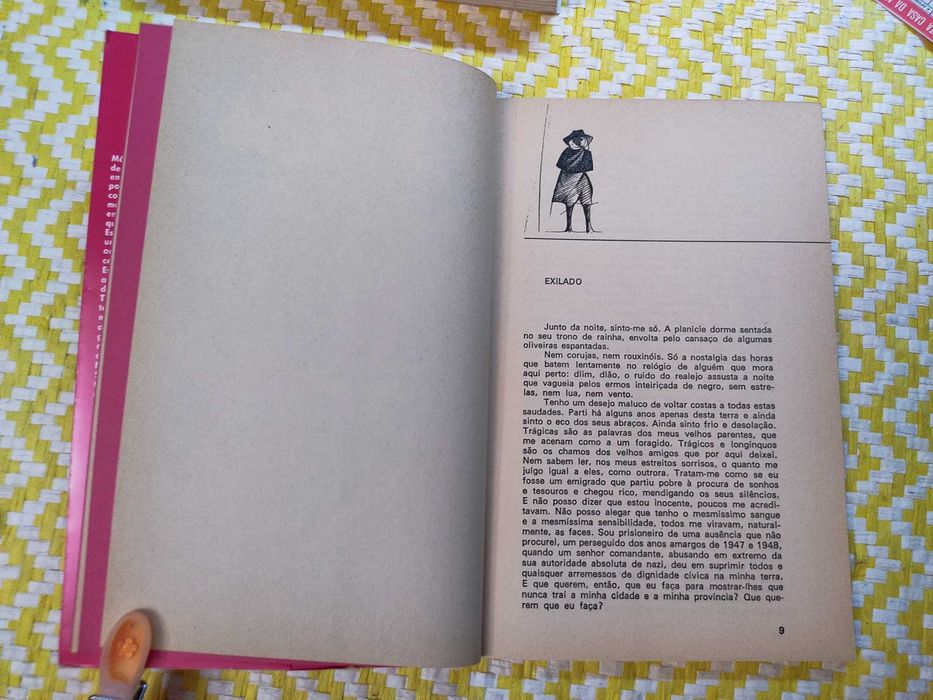 TA CASA DA
Má
de
em
po
co
EXILADO
Junto da noite, sinto-me só. A planície dorme sentada
no seu trono de rainha, envolta pelo cansaço de algumas
oliveiras espantadas.
Nem corujas, nem rouxinóis. Só a nostalgia das horas
que batem lentamente no relógio de alguém que mora
aqui perto: dlim, dlão, o ruído do realejo assusta a noite
que vagueia pelos ermos inteiriçada de negro, sem estre-
las, nem lua, nem vento.
Tenho um desejo maluco de voltar costas a todas estas
saudades. Parti há alguns anos apenas desta terra e ainda
sinto o eco dos seus abraços. Ainda sinto frio e desolação.
Trágicas são as palavras dos meus velhos parentes, que
me acenam como a um foragido. Trágicos e longínquos
são os chamos dos velhos amigos que por aqui deixei.
Nem sabem ler, nos meus estreitos sorrisos, o quanto me
julgo igual a eles, como outrora. Tratam-me como se eu
fosse um emigrado que partiu pobre à procura de sonhos
e tesouros e chegou rico, mendigando os seus silêncios.
E não posso dizer que estou inocente, poucos me acredi-
tavam. Não posso alegar que tenho o mesmíssimo sangue
e a mesmíssima sensibilidade, todos me viravam, natural-
mente, as faces. Sou prisioneiro de uma ausência que não
procurei, um perseguido dos anos amargos de 1947 e 1948,
quando um senhor comandante, abusando em extremo da
sua autoridade absoluta de nazi, deu em suprimir todos e
quaisquer arremessos de dignidade cívica na minha terra.
E que querem, então, que eu faça para mostrar-lhes que
nunca traí a minha cidade e a minha província? Que que-
rem que eu faça?
9